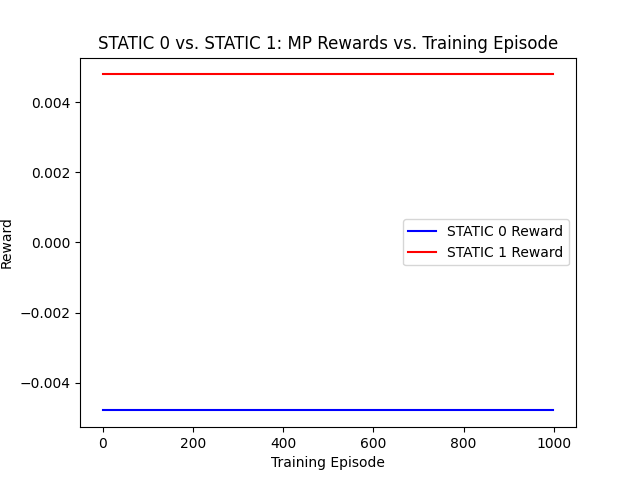 STATIC 0 vs. STATIC 1: MP Rewards vs. Training Episode
Reward
0.004
0.002
0.000
−0.002
−0.004
STATIC 0 Reward
STATIC 1 Reward
0 200 400 600 800 1000
Training Episode